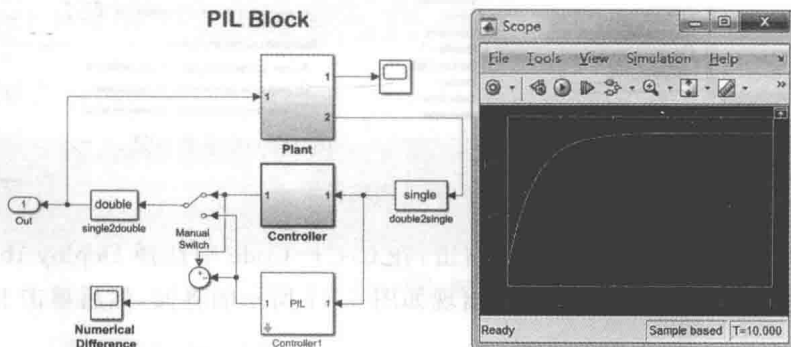 PIL Block
1
1
2
Plant
1
Out
double
single2double
Manual
Switch
1
1
Controller
single
double2single
+
-
PIL
1
Controller1
Numerical
Difference
Scope
File Tools View Simulation Help
Ready
Sample based
T=10.000